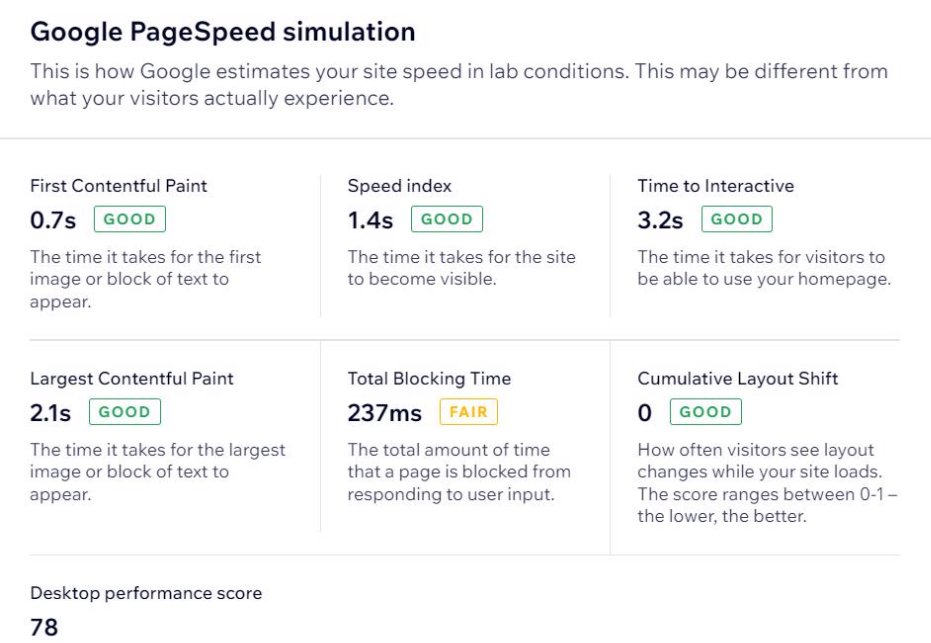 Google PageSpeed simulation
This is how Google estimates your site speed in lab conditions. This may be different from
what your visitors actually experience.
First Contentful Paint
0.7s GOOD
The time it takes for the first
image or block of text to
appear.
Speed index
1.4s GOOD
The time it takes for the site
to become visible.
Time to Interactive
3.2s GOOD
The time it takes for visitors to
be able to use your homepage.
Largest Contentful Paint
2.1s GOOD
The time it takes for the largest
image or block of text to
appear.
Total Blocking Time
237ms FAIR
The total amount of time
that a page is blocked from
responding to user input.
Cumulative Layout Shift
0 GOOD
How often visitors see layout
changes while your site loads.
The score ranges between 0-1 –
the lower, the better.
Desktop performance score
78